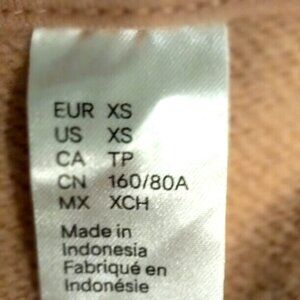 EUR XS
US XS
CA TP
CN 160/80A
MX XCH
Made in
Indonesia
Fabriqué en
Indonésie